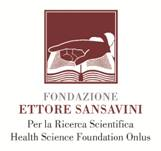 FONDAZIONE
ETTORE SANSAVINI
Per la Ricerca Scientifica
Health Science Foundation Onlus